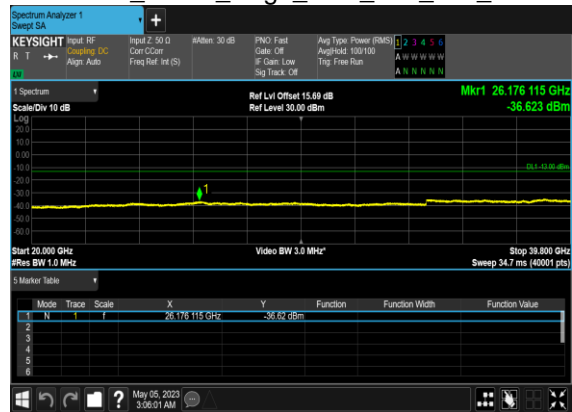 Spectrum Analyzer 1
Swept SA
+
KEYSIGHT Input: RF Input Z: 50 Ω #Atten: 30 dB PNO: Fast Avg Type: Power (RMS) 1 2 3 4 5 6
R T Coupling: DC Corr CCorr Gate: Off Avg|Hold: 100/100 A W W W W W
Align: Auto Freq Ref: Int (S) IF Gain: Low Trig: Free Run
LW Sig Track: Off A N N N N N
1 Spectrum Ref Lvl Offset 15.69 dB Mkr1 26.176 115 GHz
Scale/Div 10 dB Ref Level 30.00 dBm -36.623 dBm
Log
20.0
10.0
0.00
-10.0 DL1 -13.00 dBm
-20.0
-30.0 1
-40.0
-50.0
-60.0
Start 20.000 GHz Video BW 3.0 MHz* Stop 39.800 GHz
#Res BW 1.0 MHz Sweep 34.7 ms (40001 pts)
5 Marker Table
Mode Trace Scale X Y Function Function Width Function Value
1 N 1 f 26.176 115 GHz -36.62 dBm
2
3
4
5
6
? May 05, 2023
3:06:01 AM